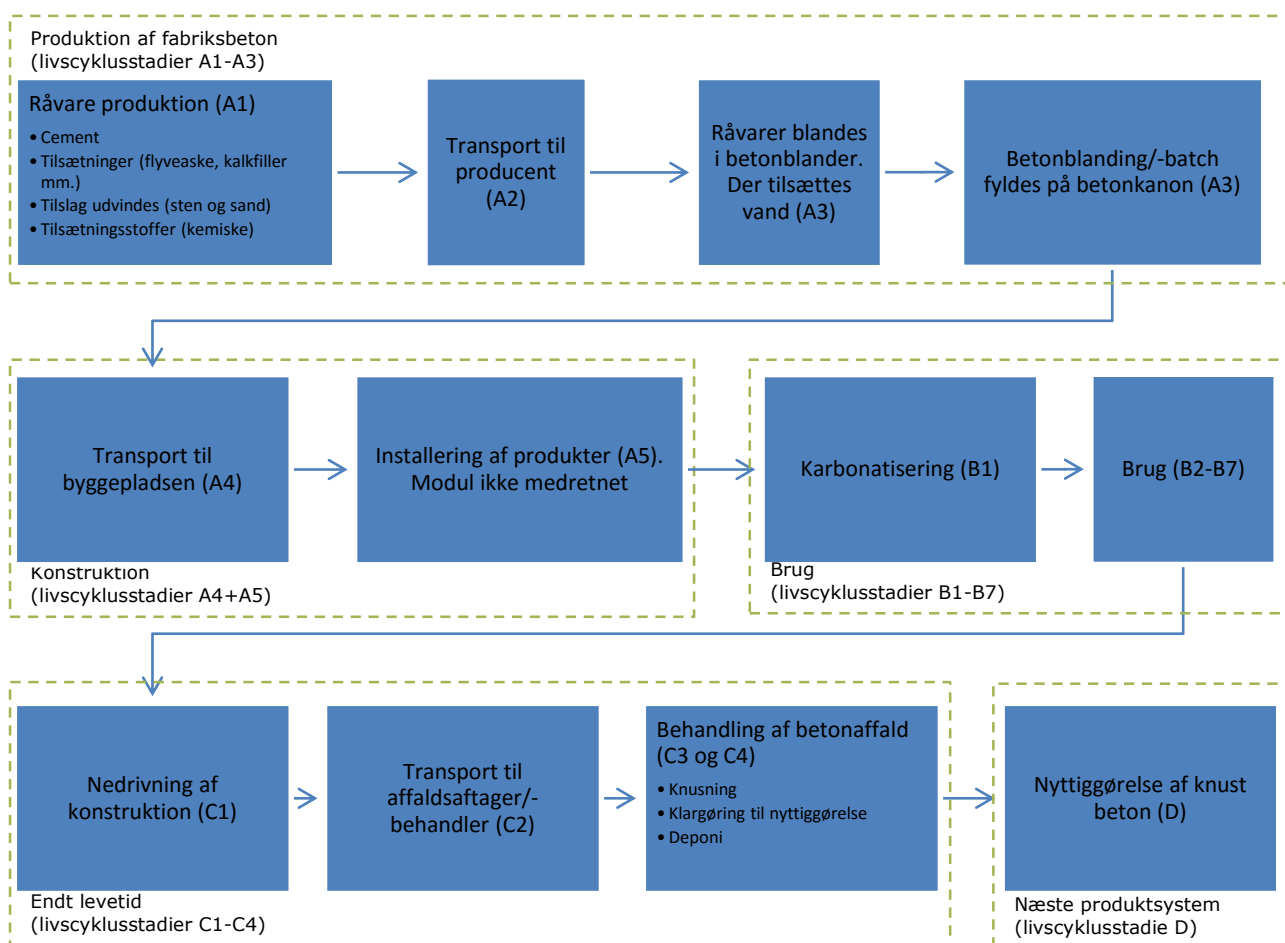 Produktion af fabriksbeton
(livscyklusstadier A1-A3)
Råvare produktion (A1)
• Cement
• Tilsætninger (flyveaske, kalkfiller
mm.)
• Tilslag udvindes (sten og sand)
• Tilsætningsstoffer (kemiske)
Transport til
producent
(A2)
Råvarer blandes
i betonblander.
Der tilsættes
vand (A3)
Betonblanding/-batch
fyldes på betonkanon (A3)
Transport til
byggepladsen (A4)
Installering af produkter (A5).
Modul ikke medretnet
Konstruktion
(livscyklusstadier A4+A5)
Karbonatisering (B1)
Brug (B2-B7)
Brug
(livscyklusstadier B1-B7)
Nedrivning af
konstruktion (C1)
Transport til
affaldsaftager/-
behandler (C2)
Behandling af betonaffald
(C3 og C4)
• Knusning
• Klargøring til nyttiggørelse
• Deponi
Endt levetid
(livscyklusstadier C1-C4)
Nyttiggørelse af knust
beton (D)
Næste produktsystem
(livscyklusstadie D)